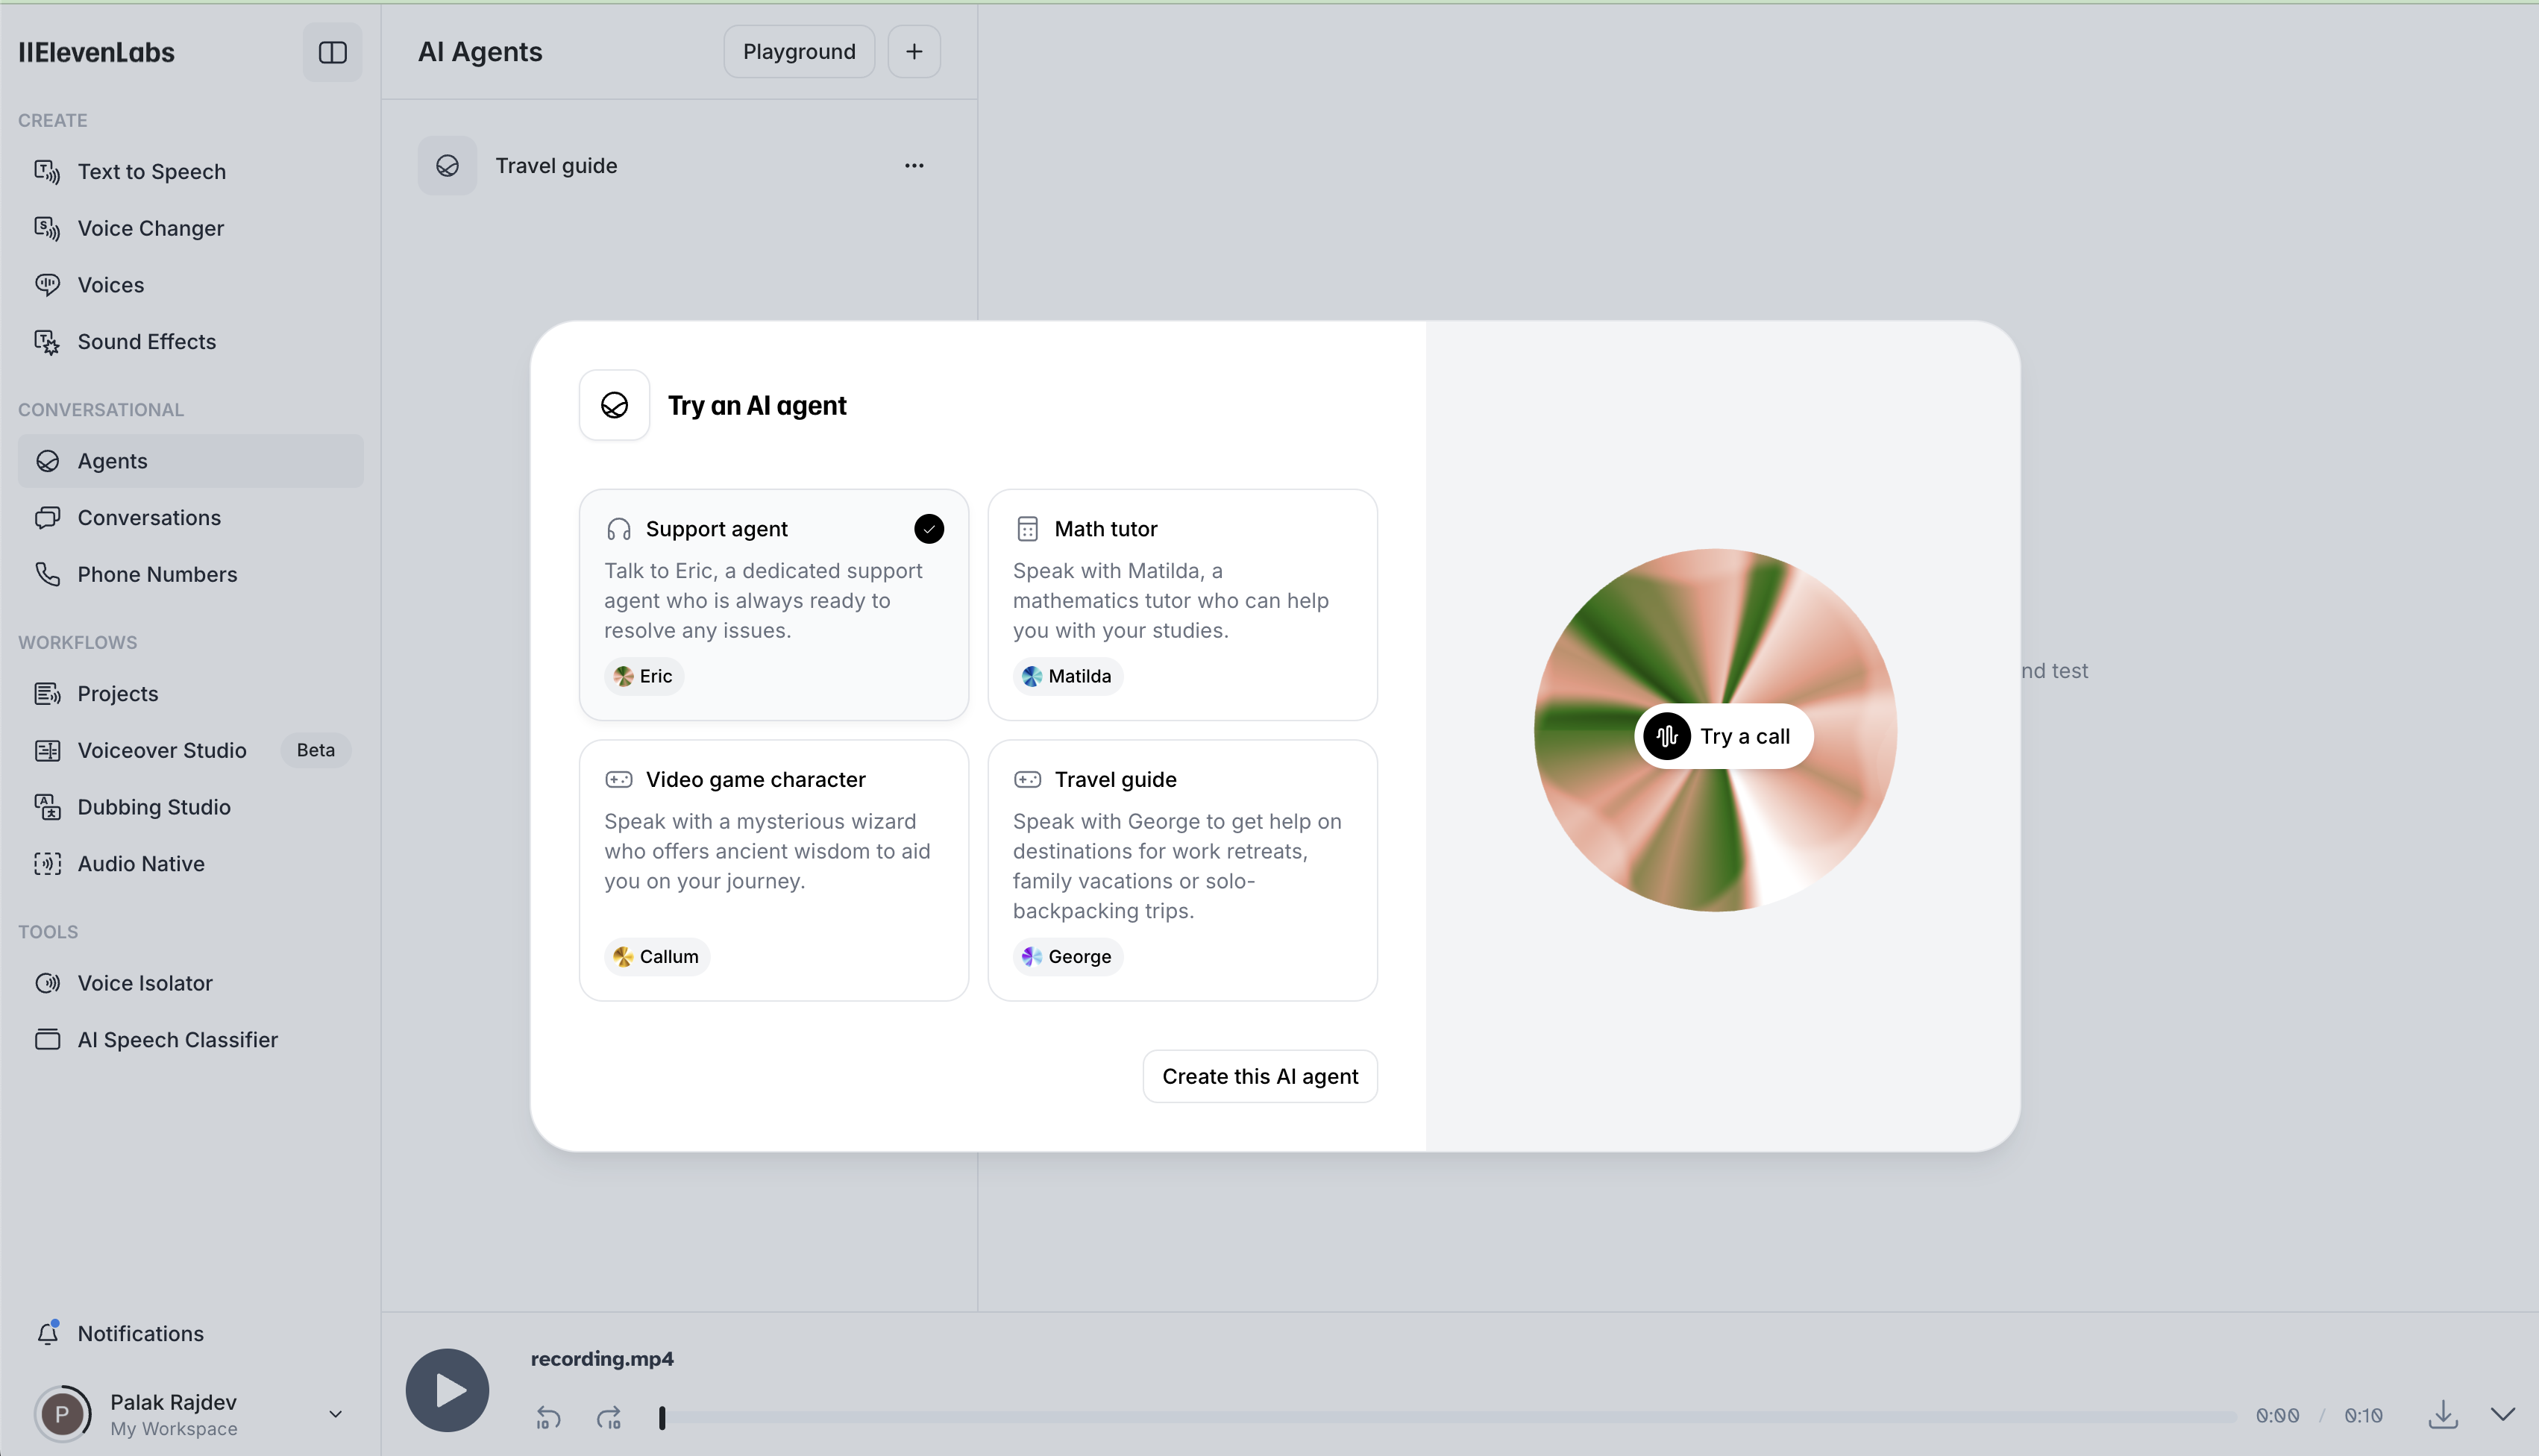 IIElevenLabs
CREATE
Text to Speech
Voice Changer
Voices
Sound Effects
CONVERSATIONAL
Agents
Conversations
Phone Numbers
WORKFLOWS
Projects
Voiceover Studio Beta
Dubbing Studio
Audio Native
TOOLS
Voice Isolator
AI Speech Classifier
Notifications
P
Palak Rajdev
My Workspace
AI Agents
Playground
Travel guide
Try an AI agent
Support agent
Talk to Eric, a dedicated support
agent who is always ready to
resolve any issues.
Eric
Math tutor
Speak with Matilda, a
mathematics tutor who can help
you with your studies.
Matilda
Video game character
Speak with a mysterious wizard
who offers ancient wisdom to aid
you on your journey.
Callum
Travel guide
Speak with George to get help on
destinations for work retreats,
family vacations or solo-
backpacking trips.
George
Create this AI agent
Try a call
nd test
recording.mp4
10
10
0:00 / 0:10